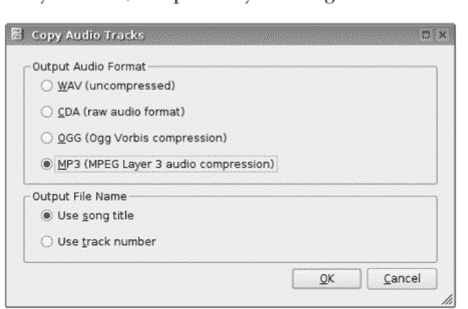 Copy Audio Tracks
Output Audio Format
WAV (uncompressed)
CDA (raw audio format)
OGG (Ogg Vorbis compression)
MP3 (MPEG Layer 3 audio compression)
Output File Name
Use song title
Use track number
OK Cancel